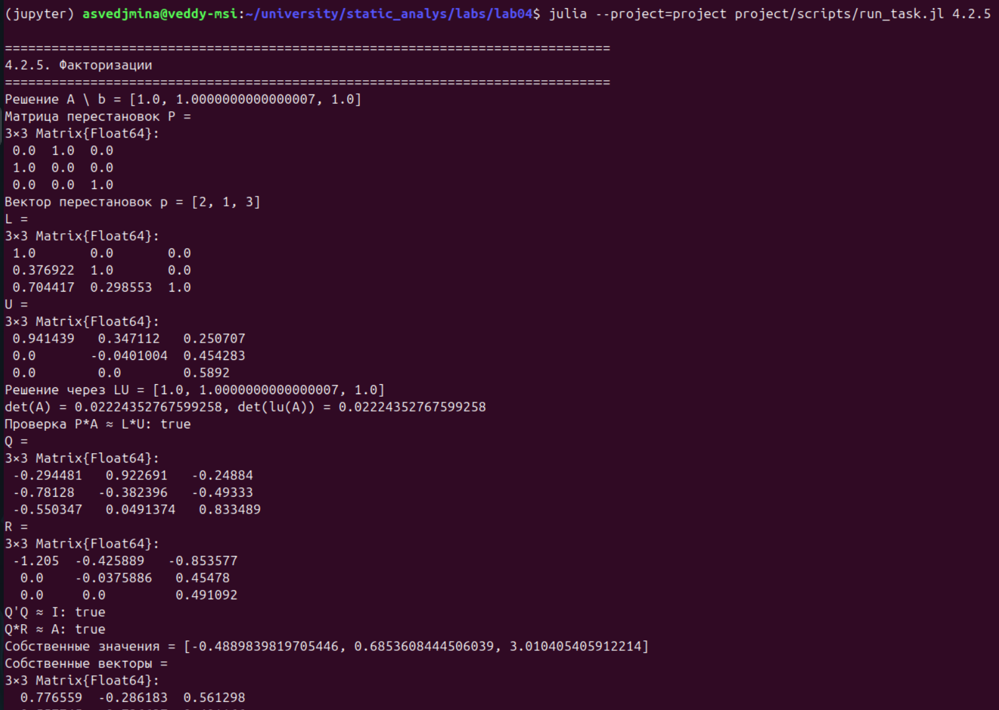 (jupyter) asvedjmina@veddy-msi:~/university/static_analys/labs/lab04$ julia --project=project project/scripts/run_task.jl 4.2.5
==============================================================================
4.2.5. Факторизации
==============================================================================
Решение A \ b = [1.0, 1.0000000000000007, 1.0]
Матрица перестановок P =
3×3 Matrix{Float64}:
 0.0  1.0  0.0
 1.0  0.0  0.0
 0.0  0.0  1.0
Вектор перестановок p = [2, 1, 3]
L =
3×3 Matrix{Float64}:
 1.0       0.0       0.0
 0.376922  1.0       0.0
 0.704417  0.298553  1.0
U =
3×3 Matrix{Float64}:
 0.941439   0.347112   0.250707
 0.0       -0.0401004  0.454283
 0.0        0.0        0.5892
Решение через LU = [1.0, 1.0000000000000007, 1.0]
det(A) = 0.02224352767599258, det(lu(A)) = 0.02224352767599258
Проверка P*A ≈ L*U: true
Q =
3×3 Matrix{Float64}:
 -0.294481   0.922691   -0.24884
 -0.78128   -0.382396   -0.49333
 -0.550347   0.0491374   0.833489
R =
3×3 Matrix{Float64}:
 -1.205  -0.425889   -0.853577
  0.0    -0.0375886   0.45478
  0.0     0.0         0.491092
Q'Q ≈ I: true
Q*R ≈ A: true
Собственные значения = [-0.4889839819705446, 0.6853608444506039, 3.010405405912214]
Собственные векторы =
3×3 Matrix{Float64}:
  0.776559  -0.286183  0.561298